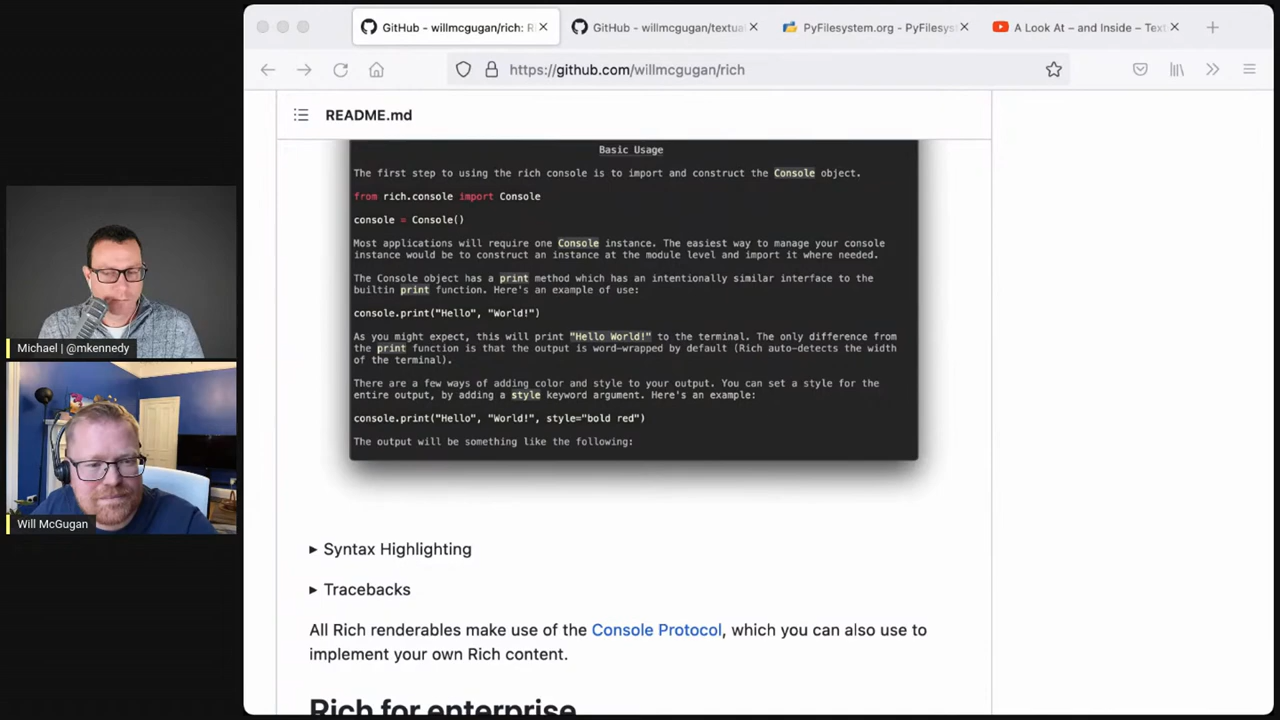 GitHub - willmcgugan/rich: R
GitHub - willmcgugan/textua
PyFilesystem.org - PyFilesys
A Look At – and Inside – Text
https://github.com/willmcgugan/rich
README.md
Basic Usage
The first step to using the rich console is to import and construct the Console object.
from rich.console import Console
console = Console()
Most applications will require one Console instance. The easiest way to manage your console
instance would be to construct an instance at the module level and import it where needed.
The Console object has a print method which has an intentionally similar interface to the
builtin print function. Here's an example of use:
console.print("Hello", "World!")
As you might expect, this will print "Hello World!" to the terminal. The only difference from
the print function is that the output is word-wrapped by default (Rich auto-detects the width
of the terminal).
There are a few ways of adding color and style to your output. You can set a style for the
entire output, by adding a style keyword argument. Here's an example:
console.print("Hello", "World!", style="bold red")
The output will be something like the following:
Michael | @mkennedy
Will McGugan
Syntax Highlighting
Tracebacks
All Rich renderables make use of the Console Protocol, which you can also use to
implement your own Rich content.
Rich for enterprise